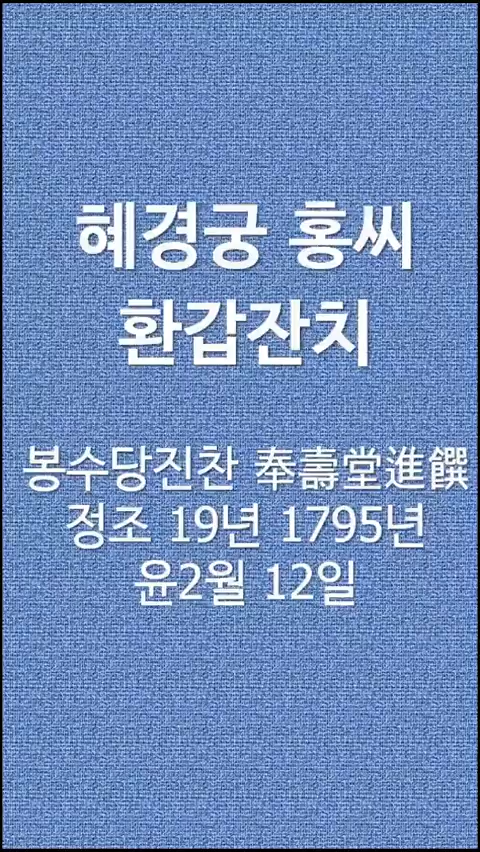 혜경궁 홍씨
환갑잔치
봉수당진찬 奉壽堂進饌
정조 19년 1795년
윤2월 12일